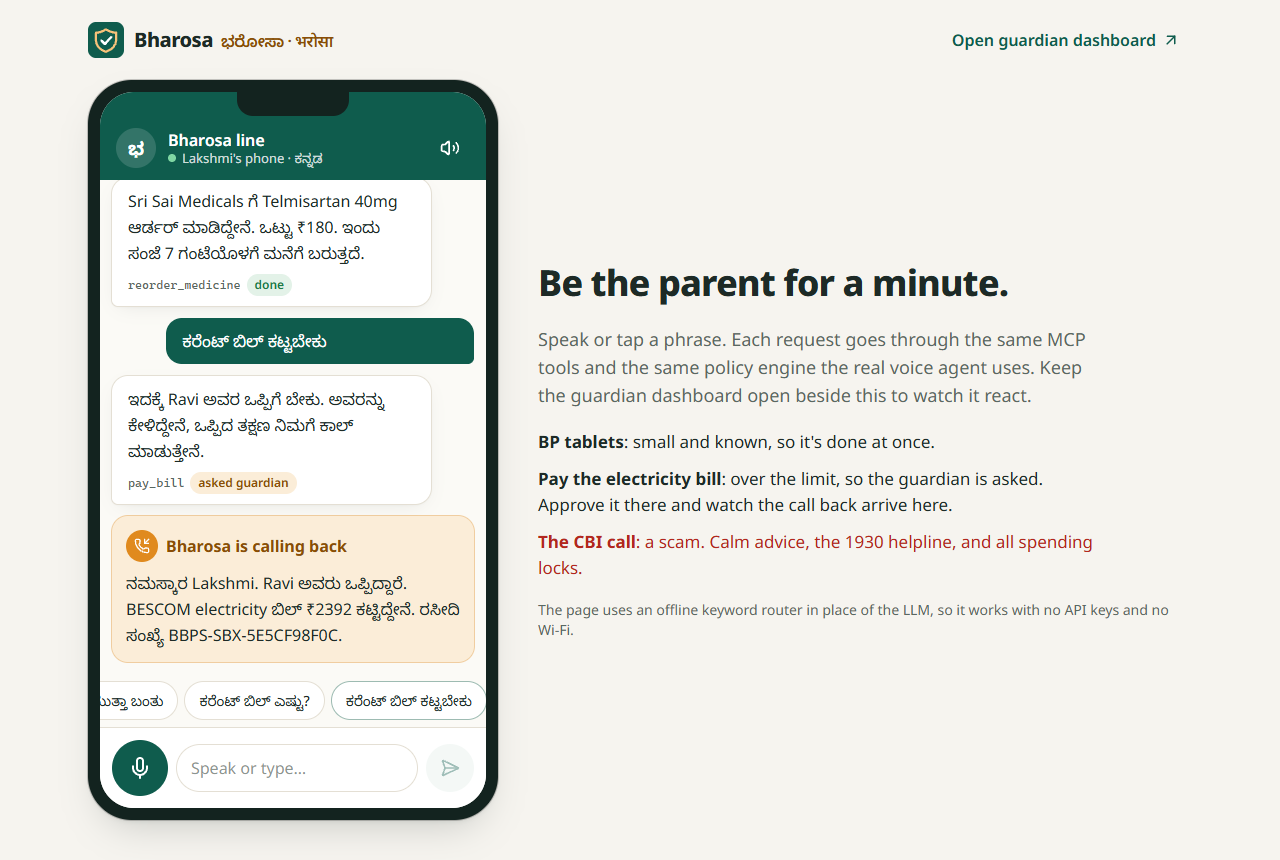 Bharosa ಭರೋಸಾ · भरोसा
Open guardian dashboard
ಭ
Bharosa line
Lakshmi's phone · ಕನ್ನಡ
Sri Sai Medicals ಗೆ Telmisartan 40mg
ಆರ್ಡರ್ ಮಾಡಿದ್ದೇನೆ. ಒಟ್ಟು ₹180. ಇಂದು
ಸಂಜೆ 7 ಗಂಟೆಯೊಳಗೆ ಮನೆಗೆ ಬರುತ್ತದೆ.
reorder_medicine done
ಕರೆಂಟ್ ಬಿಲ್ ಕಟ್ಟಬೇಕು
ಇದಕ್ಕೆ Ravi ಅವರ ಒಪ್ಪಿಗೆ ಬೇಕು. ಅವರನ್ನು
ಕೇಳಿದ್ದೇನೆ, ಒಪ್ಪಿದ ತಕ್ಷಣ ನಿಮಗೆ ಕಾಲ್
ಮಾಡುತ್ತೇನೆ.
pay_bill asked guardian
Bharosa is calling back
ನಮಸ್ಕಾರ Lakshmi. Ravi ಅವರು ಒಪ್ಪಿದ್ದಾರೆ.
BESCOM electricity ಬಿಲ್ ₹2392 ಕಟ್ಟಿದ್ದೇನೆ. ರಸೀದಿ
ಸಂಖ್ಯೆ BBPS-SBX-5E5CF98F0C.
ಬಂತು ಕರೆಂಟ್ ಬಿಲ್ ಎಷ್ಟು? ಕರೆಂಟ್ ಬಿಲ್ ಕಟ್ಟಬೇಕು
Speak or type...
Be the parent for a minute.
Speak or tap a phrase. Each request goes through the same MCP
tools and the same policy engine the real voice agent uses. Keep
the guardian dashboard open beside this to watch it react.
BP tablets: small and known, so it's done at once.
Pay the electricity bill: over the limit, so the guardian is asked.
Approve it there and watch the call back arrive here.
The CBI call: a scam. Calm advice, the 1930 helpline, and all spending
locks.
The page uses an offline keyword router in place of the LLM, so it works with no API keys and no
Wi-Fi.